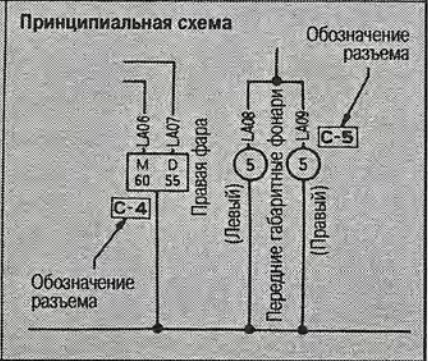 Принципиальная схема
Обозначение
разъема
LA06
LA07
LA08
LA09
C-5
M D
60 55
Правая фара
5
5
C-4
(Левый)
Передние габаритные фонари
(Правый)
Обозначение
разъема